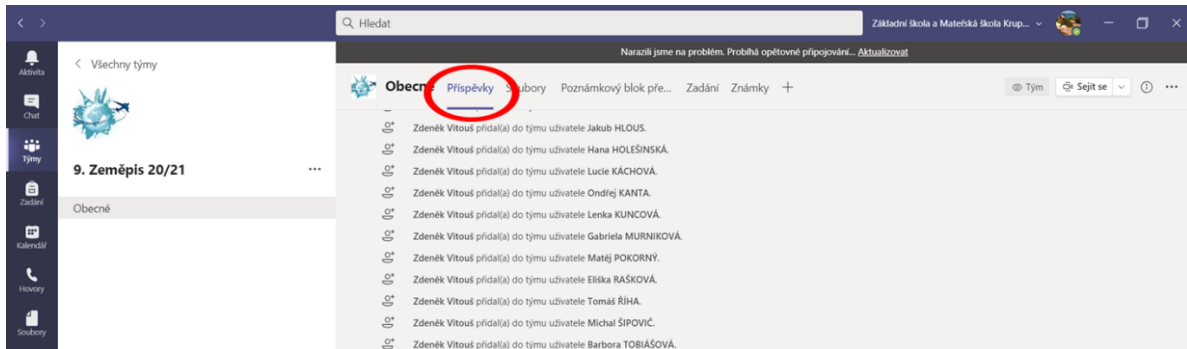 Hledat
Základní škola a Mateřská škola Krup...
Narazili jsme na problém. Probíhá opětovné připojování... Aktualizovat
Aktivita
Chat
Týmy
Zadání
Kalendář
Hovory
Soubory
Všechny týmy
9. Zeměpis 20/21
Obecné
Obecné Příspěvky Soubory Poznámkový blok pře... Zadání Známky
Tým Sejít se
Zdeněk Vitouš přidal(a) do týmu uživatele Jakub HLOUS.
Zdeněk Vitouš přidal(a) do týmu uživatele Hana HOLEŠINSKÁ.
Zdeněk Vitouš přidal(a) do týmu uživatele Lucie KÁCHOVÁ.
Zdeněk Vitouš přidal(a) do týmu uživatele Ondřej KANTA.
Zdeněk Vitouš přidal(a) do týmu uživatele Lenka KUNCOVÁ.
Zdeněk Vitouš přidal(a) do týmu uživatele Gabriela MURNIKOVÁ.
Zdeněk Vitouš přidal(a) do týmu uživatele Matěj POKORNÝ.
Zdeněk Vitouš přidal(a) do týmu uživatele Eliška RAŠKOVÁ.
Zdeněk Vitouš přidal(a) do týmu uživatele Tomáš ŘÍHA.
Zdeněk Vitouš přidal(a) do týmu uživatele Michal ŠIPOVIČ.
Zdeněk Vitouš přidal(a) do týmu uživatele Barbora TOBIÁŠOVÁ.